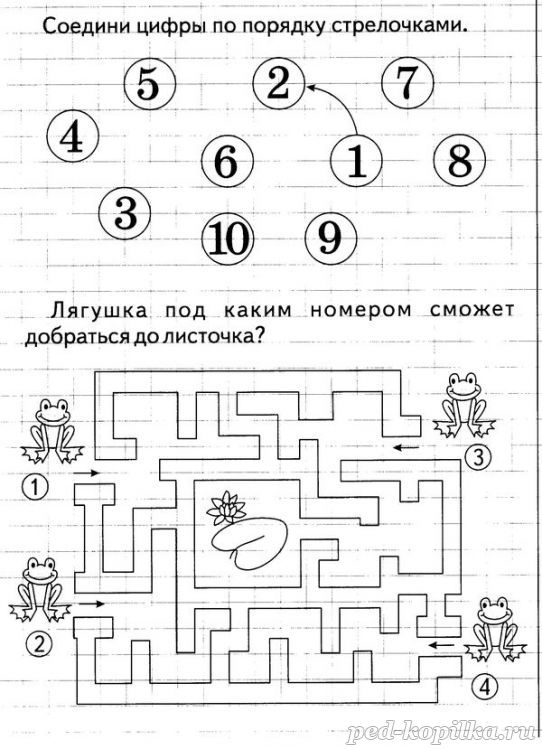 Соедини цифры по порядку стрелочками.
5 2 7
4 6 1 8
3 10 9
Лягушка под каким номером сможет
добраться до листочка?
1
3
2
4
ped-kopilka.ru